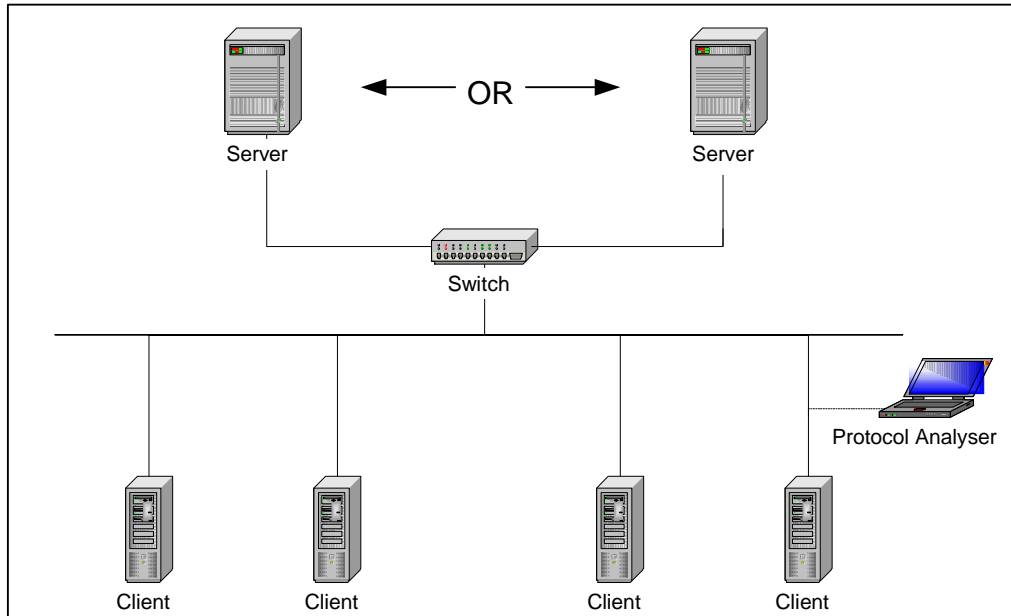 OR
Server
Server
Switch
Protocol Analyser
Client
Client
Client
Client